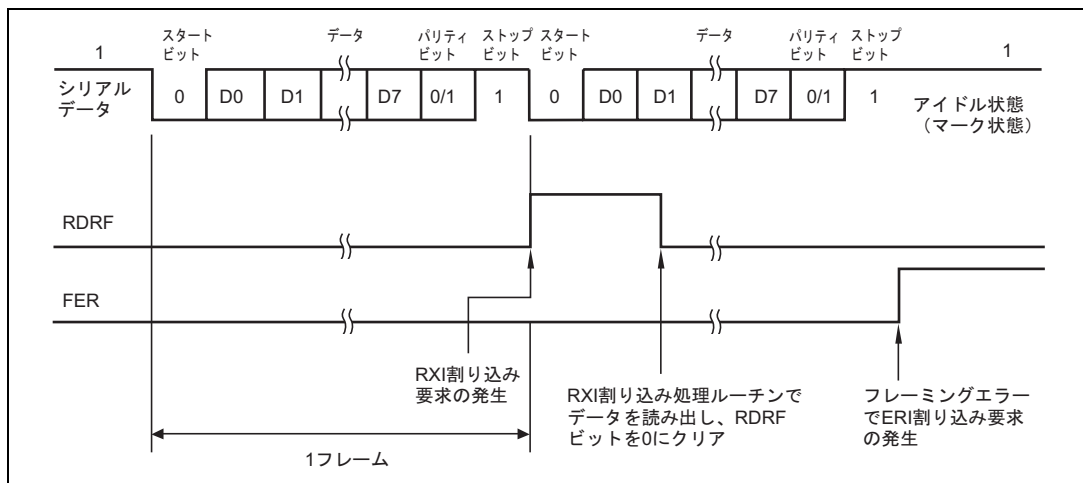 1
スタート
ビット
データ
パリティ
ビット
ストップ
ビット
スタート
ビット
データ
パリティ
ビット
ストップ
ビット
1
シリアル
データ
0
D0
D1
D7
0/1
1
0
D0
D1
D7
0/1
1
アイドル状態
（マーク状態）
RDRF
FER
RXI割り込み
要求の発生
RXI割り込み処理ルーチンで
データを読み出し、RDRF
ビットを0にクリア
フレーミングエラー
でERI割り込み要求
の発生
1フレーム